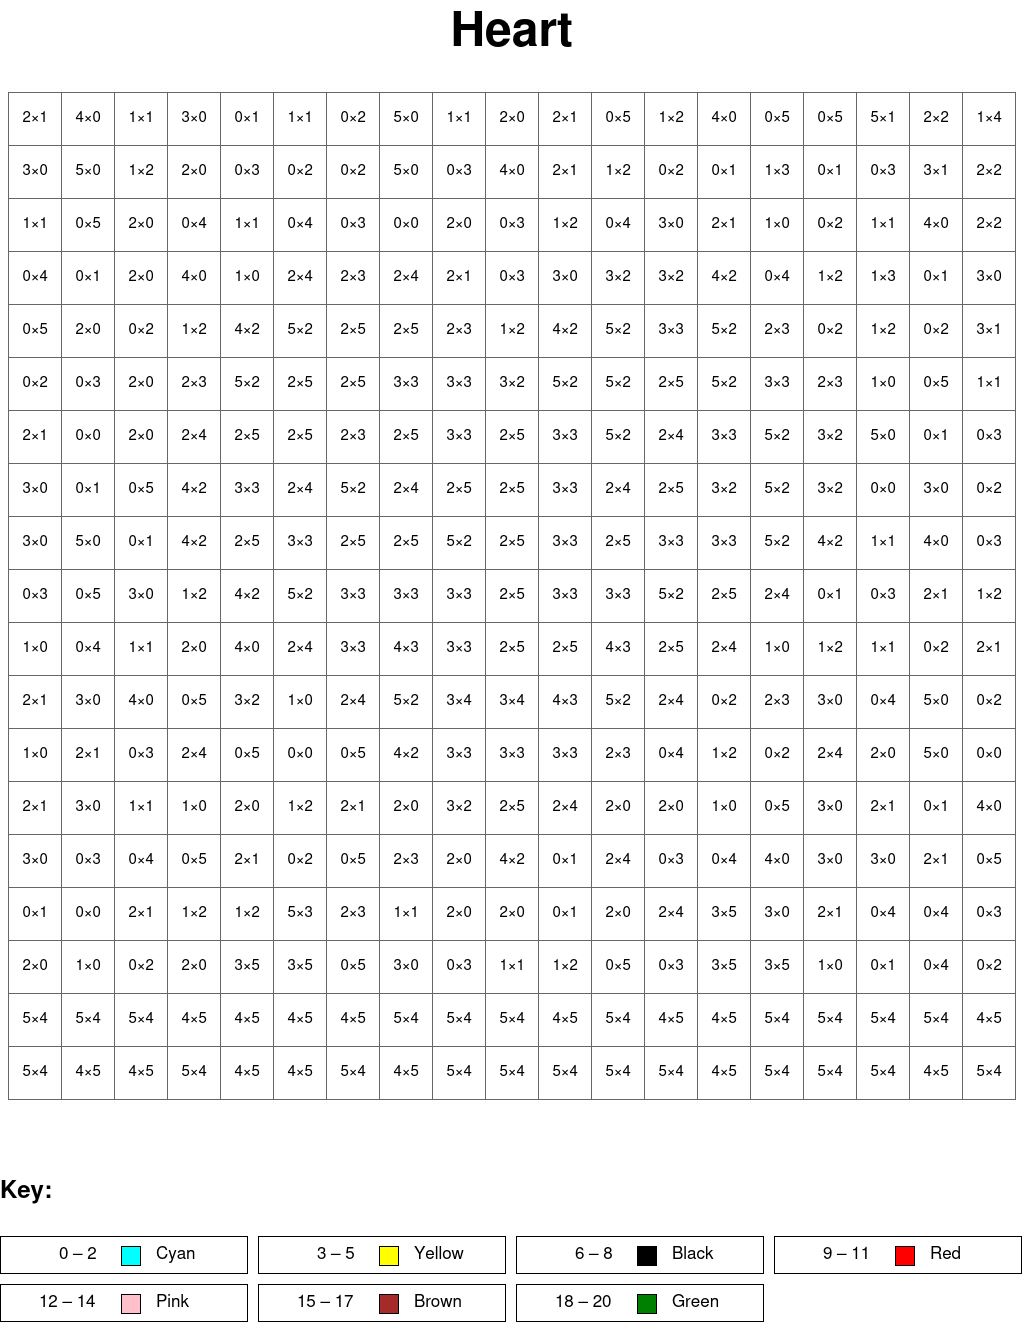 Heart
2×1 4×0 1×1 3×0 0×1 1×1 0×2 5×0 1×1 2×0 2×1 0×5 1×2 4×0 0×5 0×5 5×1 2×2 1×4
3×0 5×0 1×2 2×0 0×3 0×2 0×2 5×0 0×3 4×0 2×1 1×2 0×2 0×1 1×3 0×1 0×3 3×1 2×2
1×1 0×5 2×0 0×4 1×1 0×4 0×3 0×0 2×0 0×3 1×2 0×4 3×0 2×1 1×0 0×2 1×1 4×0 2×2
0×4 0×1 2×0 4×0 1×0 2×4 2×3 2×4 2×1 0×3 3×0 3×2 3×2 4×2 0×4 1×2 1×3 0×1 3×0
0×5 2×0 0×2 1×2 4×2 5×2 2×5 2×5 2×3 1×2 4×2 5×2 3×3 5×2 2×3 0×2 1×2 0×2 3×1
0×2 0×3 2×0 2×3 5×2 2×5 2×5 3×3 3×3 3×2 5×2 5×2 2×5 5×2 3×3 2×3 1×0 0×5 1×1
2×1 0×0 2×0 2×4 2×5 2×5 2×3 2×5 3×3 2×5 3×3 5×2 2×4 3×3 5×2 3×2 5×0 0×1 0×3
3×0 0×1 0×5 4×2 3×3 2×4 5×2 2×4 2×5 2×5 3×3 2×4 2×5 3×2 5×2 3×2 0×0 3×0 0×2
3×0 5×0 0×1 4×2 2×5 3×3 2×5 2×5 5×2 2×5 3×3 2×5 3×3 3×3 5×2 4×2 1×1 4×0 0×3
0×3 0×5 3×0 1×2 4×2 5×2 3×3 3×3 3×3 2×5 3×3 3×3 5×2 2×5 2×4 0×1 0×3 2×1 1×2
1×0 0×4 1×1 2×0 4×0 2×4 3×3 4×3 3×3 2×5 2×5 4×3 2×5 2×4 1×0 1×2 1×1 0×2 2×1
2×1 3×0 4×0 0×5 3×2 1×0 2×4 5×2 3×4 3×4 4×3 5×2 2×4 0×2 2×3 3×0 0×4 5×0 0×2
1×0 2×1 0×3 2×4 0×5 0×0 0×5 4×2 3×3 3×3 3×3 2×3 0×4 1×2 0×2 2×4 2×0 5×0 0×0
2×1 3×0 1×1 1×0 2×0 1×2 2×1 2×0 3×2 2×5 2×4 2×0 2×0 1×0 0×5 3×0 2×1 0×1 4×0
3×0 0×3 0×4 0×5 2×1 0×2 0×5 2×3 2×0 4×2 0×1 2×4 0×3 0×4 4×0 3×0 3×0 2×1 0×5
0×1 0×0 2×1 1×2 1×2 5×3 2×3 1×1 2×0 2×0 0×1 2×0 2×4 3×5 3×0 2×1 0×4 0×4 0×3
2×0 1×0 0×2 2×0 3×5 3×5 0×5 3×0 0×3 1×1 1×2 0×5 0×3 3×5 3×5 1×0 0×1 0×4 0×2
5×4 5×4 5×4 4×5 4×5 4×5 4×5 5×4 5×4 5×4 4×5 5×4 4×5 4×5 5×4 5×4 5×4 5×4 4×5
5×4 4×5 4×5 5×4 4×5 4×5 5×4 4×5 5×4 5×4 5×4 5×4 5×4 4×5 5×4 5×4 5×4 4×5 5×4
Key:
0 – 2 Cyan 3 – 5 Yellow 6 – 8 Black 9 – 11 Red
12 – 14 Pink 15 – 17 Brown 18 – 20 Green